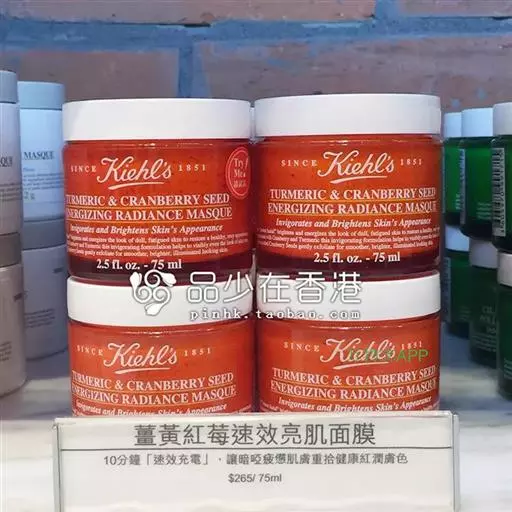 MASQUE
SINCE Kiehl's 1851
TURMERIC & CRANBERRY SEED
ENERGIZING RADIANCE MASQUE
Invigorates and Brightens Skin's Appearance
2.5 fl. oz. - 75 ml
Try
Me
SINCE Kiehl's 1851
TURMERIC & CRANBERRY SEED
ENERGIZING RADIANCE MASQUE
Invigorates and Brightens Skin's Appearance
2.5 fl. oz. - 75 ml
品少在香港
pinhk.taobao.com
SINCE Kiehl's 1851
TURMERIC & CRANBERRY SEED
ENERGIZING RADIANCE MASQUE
Invigorates and Brightens Skin's Appearance
SINCE Kiehl's 1851
APP
TURMERIC & CRANBERRY SEED
ENERGIZING RADIANCE MASQUE
Invigorates and Brightens Skin's Appearance
薑黃紅莓速效亮肌面膜
10分鐘「速效充電」，讓暗啞疲憊肌膚重拾健康紅潤膚色
$265/ 75ml